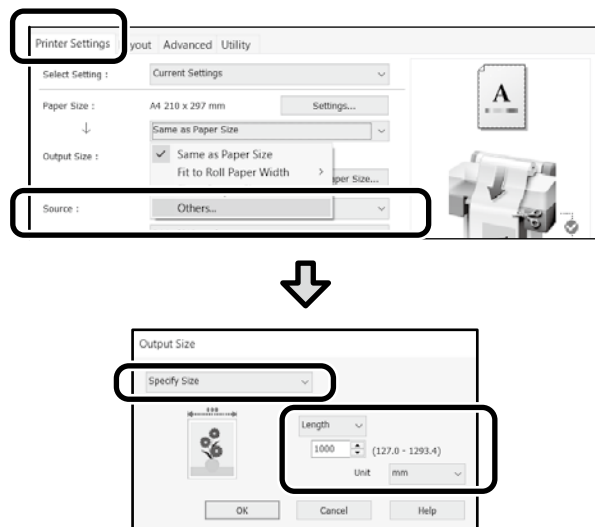 Printer Settings
yout
Advanced
Utility
Select Setting :
Current Settings
Paper Size :
A4 210 x 297 mm
Settings...
Same as Paper Size
Output Size :
Same as Paper Size
Fit to Roll Paper Width
per Size...
Source :
Others...
A
Output Size
Specify Size
Length
1000
(127.0 - 1293.4)
Unit
mm
OK
Cancel
Help